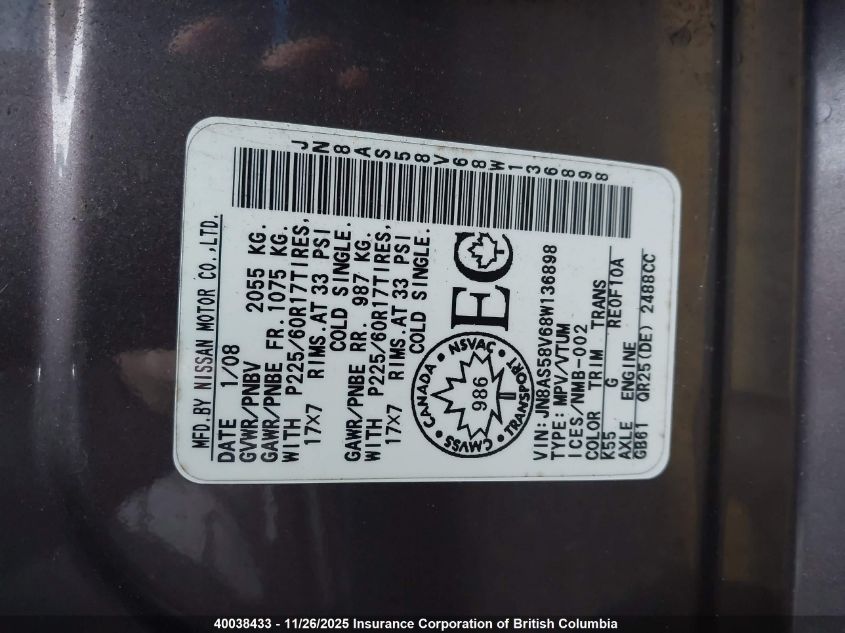 MFD.BY NISSAN MOTOR CO.,LTD.
DATE 1/08
GVWR/PNBV 2055 KG.
GAWR/PNBE FR. 1075 KG.
WITH P225/60R17TIRES,
17X7 RIMS.AT 33 PSI
COLD SINGLE.
GAWR/PNBE RR. 987 KG.
WITH P225/60R17TIRES,
17X7 RIMS.AT 33 PSI
COLD SINGLE.
JN8AS58V68W136898
CANADA NSVAC
986
CMVSS TRANSPORT
EC
VIN:JN8AS58V68W136898
TYPE:MPV/VTUM
ICES/NMB-002
COLOR TRIM TRANS
K55 G RE0F10A
AXLE ENGINE
GB61 QR25(DE) 2488CC
40038433 - 11/26/2025 Insurance Corporation of British Columbia